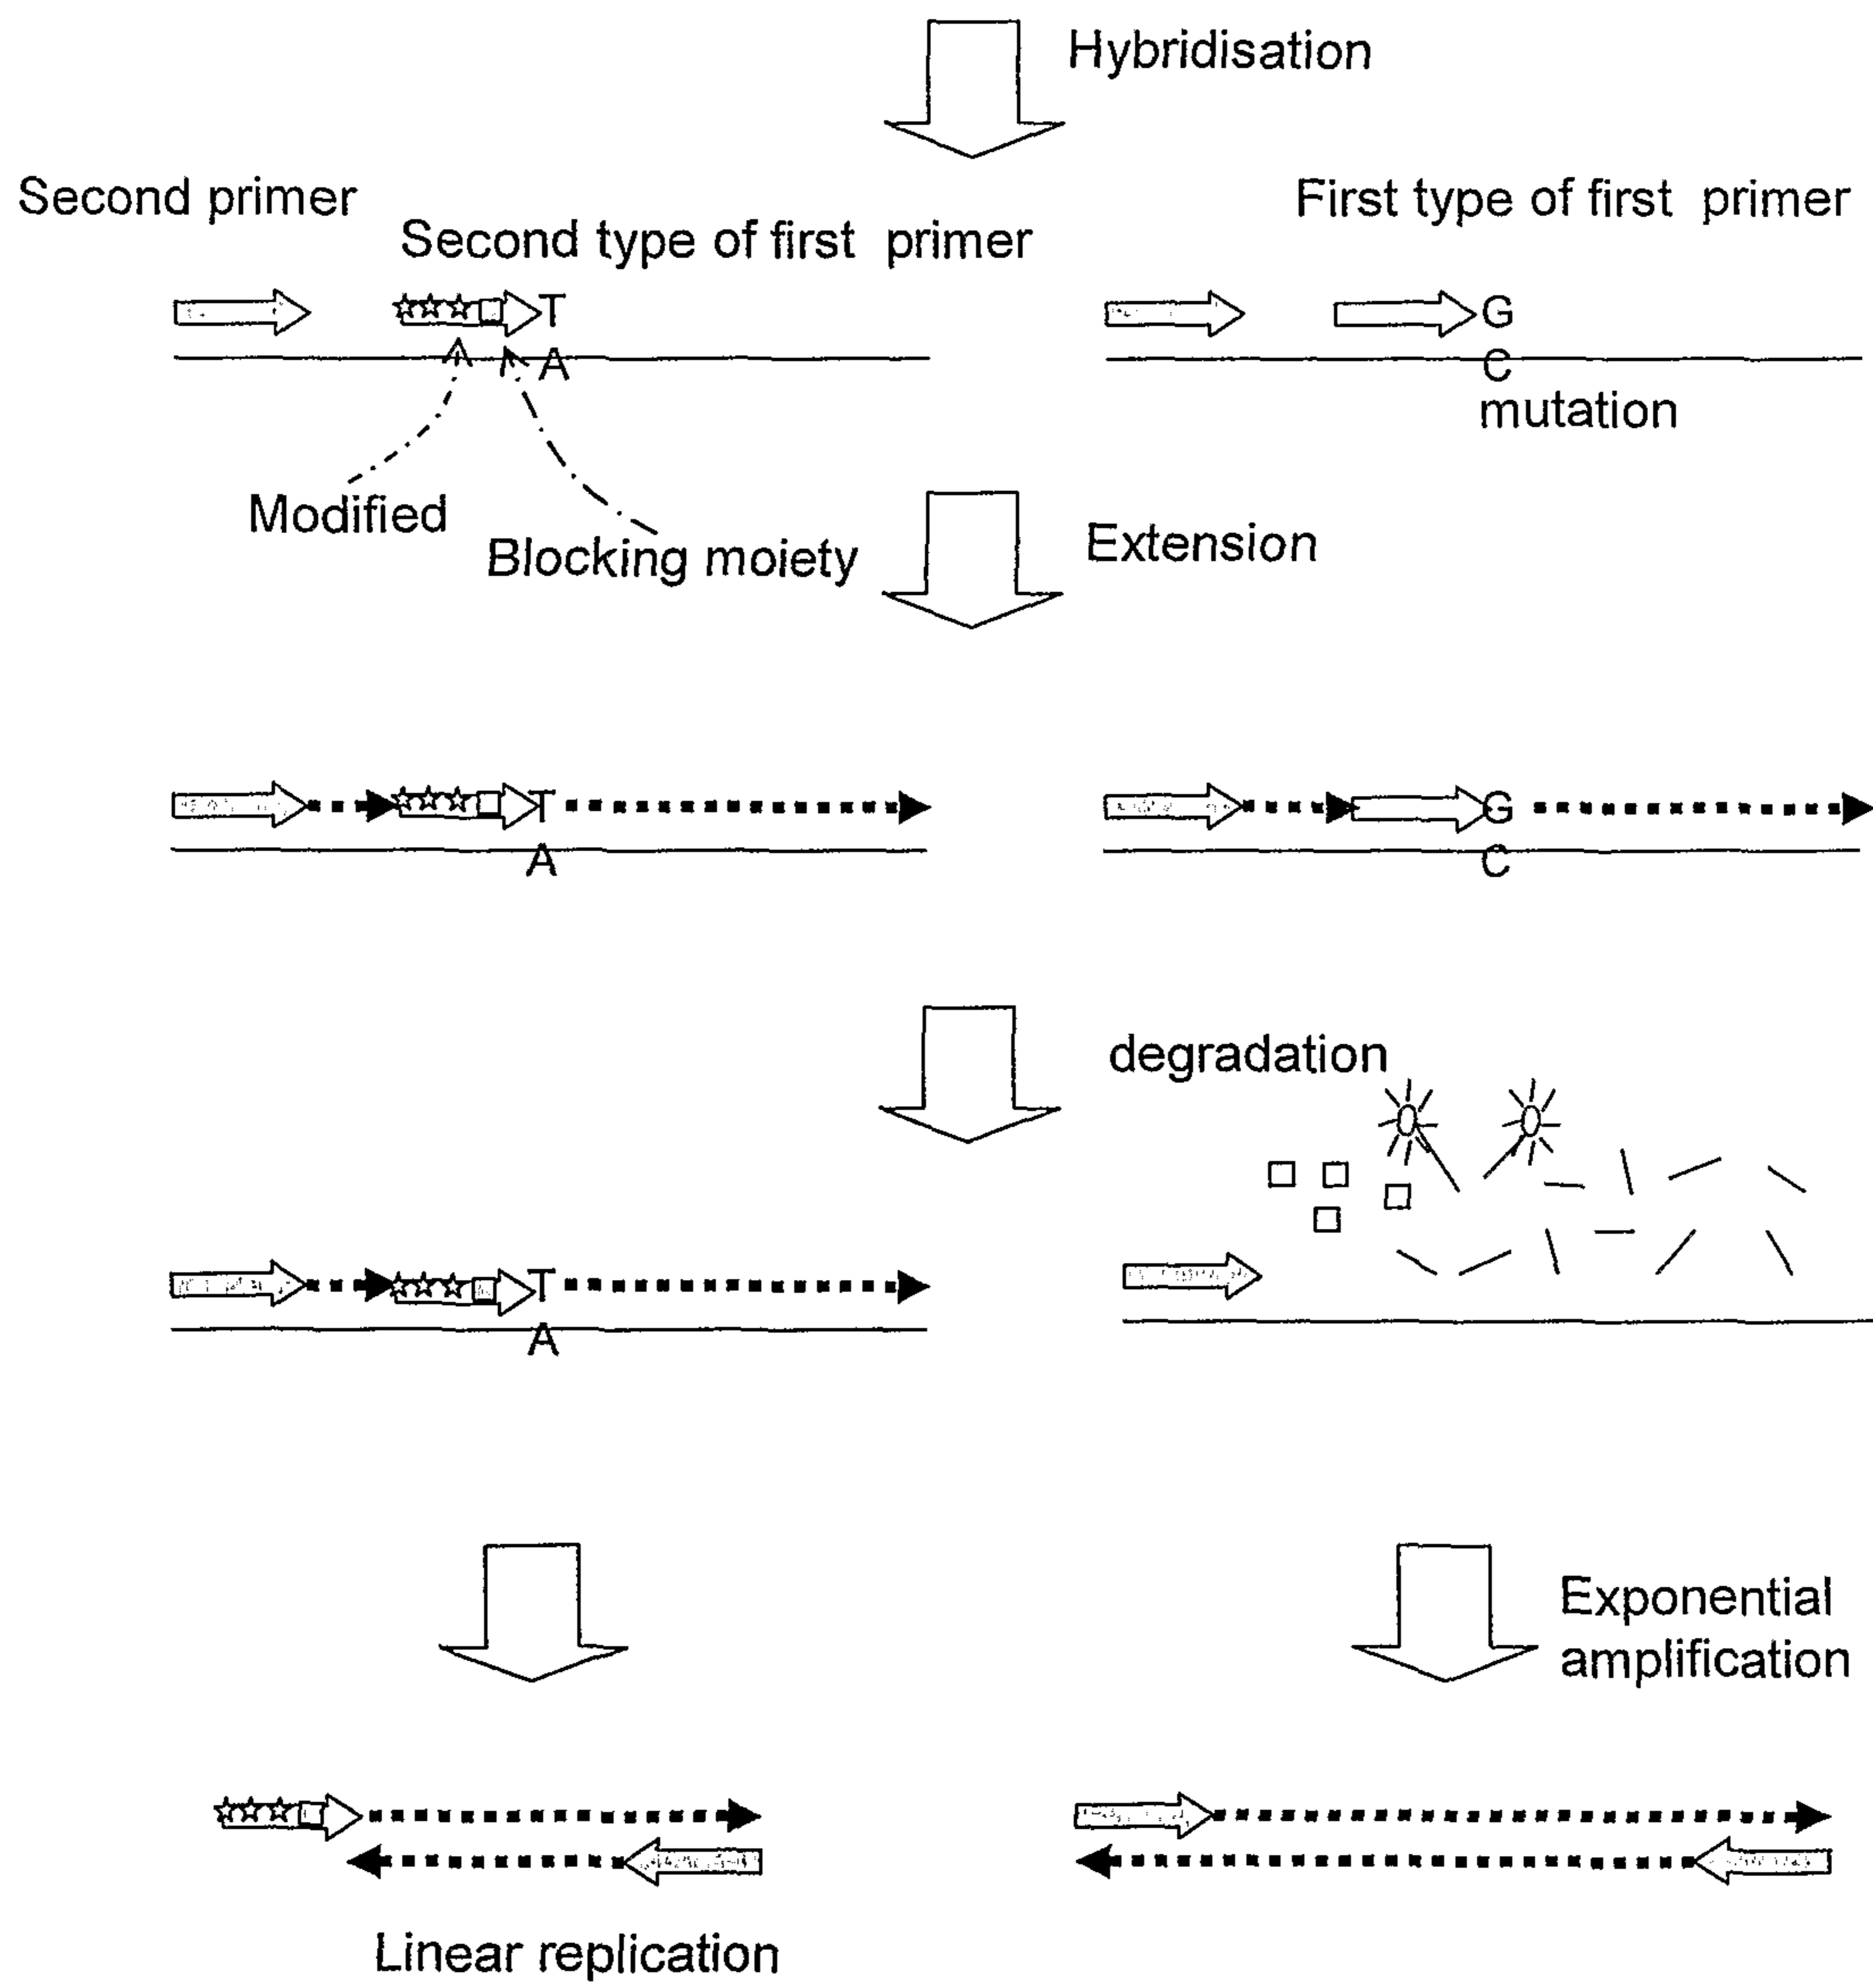 Hybridisation
Second primer
First type of first primer
Second type of first primer
T
G
A
C
mutation
Modified
Blocking moiety
Extension
T
G
A
C
degradation
T
A
Exponential
amplification
Linear replication